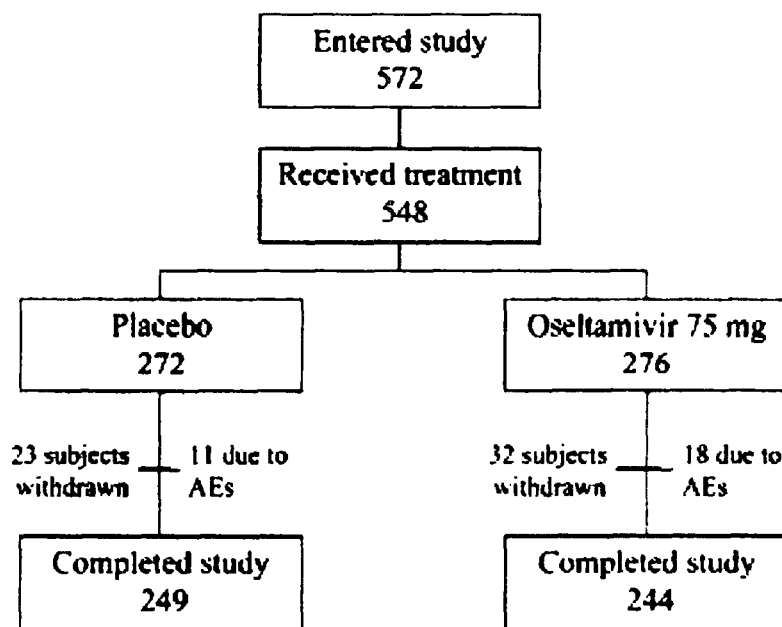 Entered study
572
Received treatment
548
Placebo
272
Oseltamivir 75 mg
276
23 subjects
withdrawn
11 due to
AEs
32 subjects
withdrawn
18 due to
AEs
Completed study
249
Completed study
244